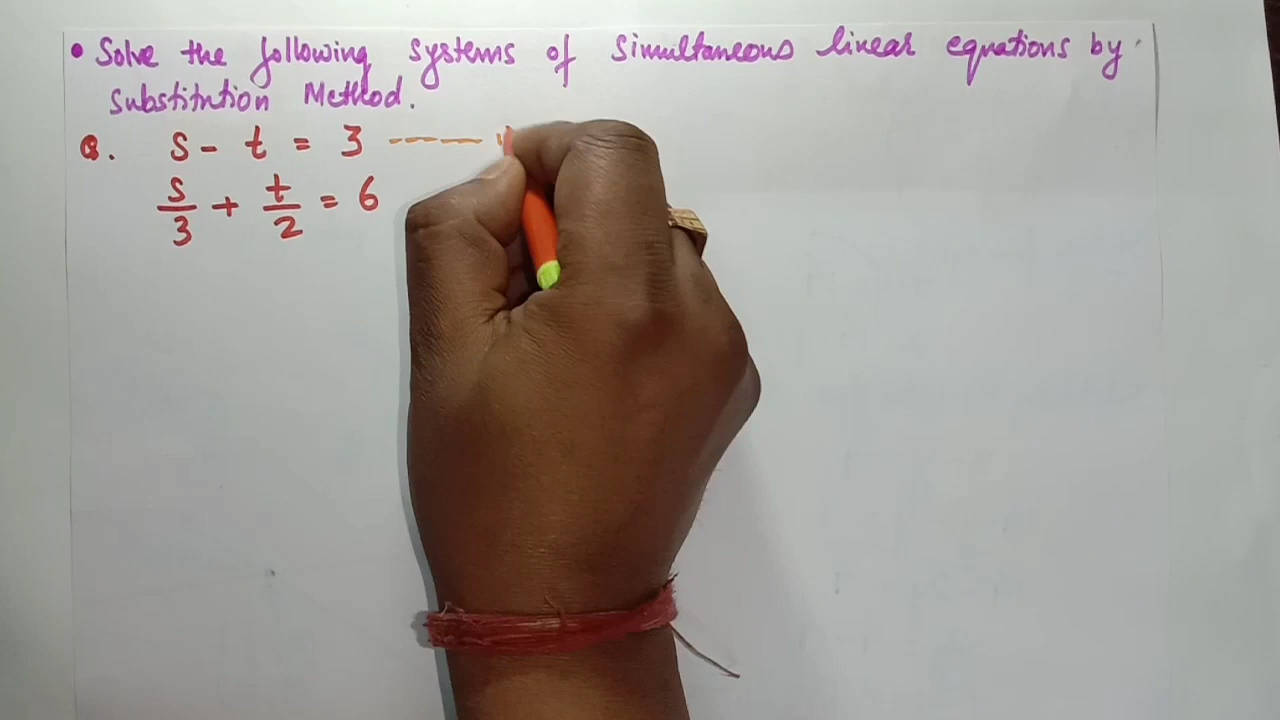 • Solve the following systems of simultaneous linear equations by
Substitution Method.
Q. s - t = 3 -----
s/3 + t/2 = 6